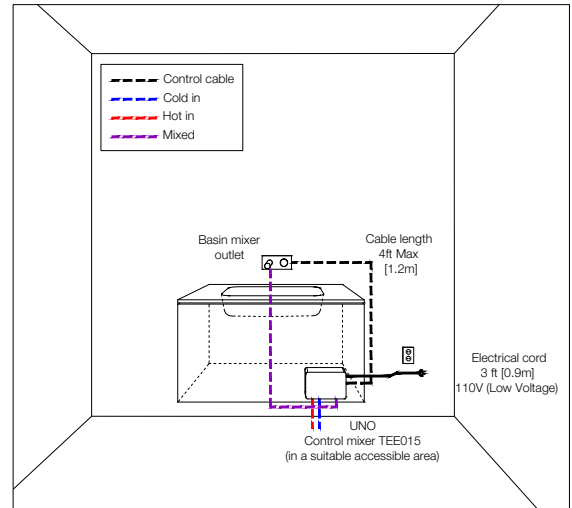 Control cable
Cold in
Hot in
Mixed
Basin mixer
outlet
Cable length
4ft Max
[1.2m]
Electrical cord
3 ft [0.9m]
110V (Low Voltage)
UNO
Control mixer TEE015
(in a suitable accessible area)